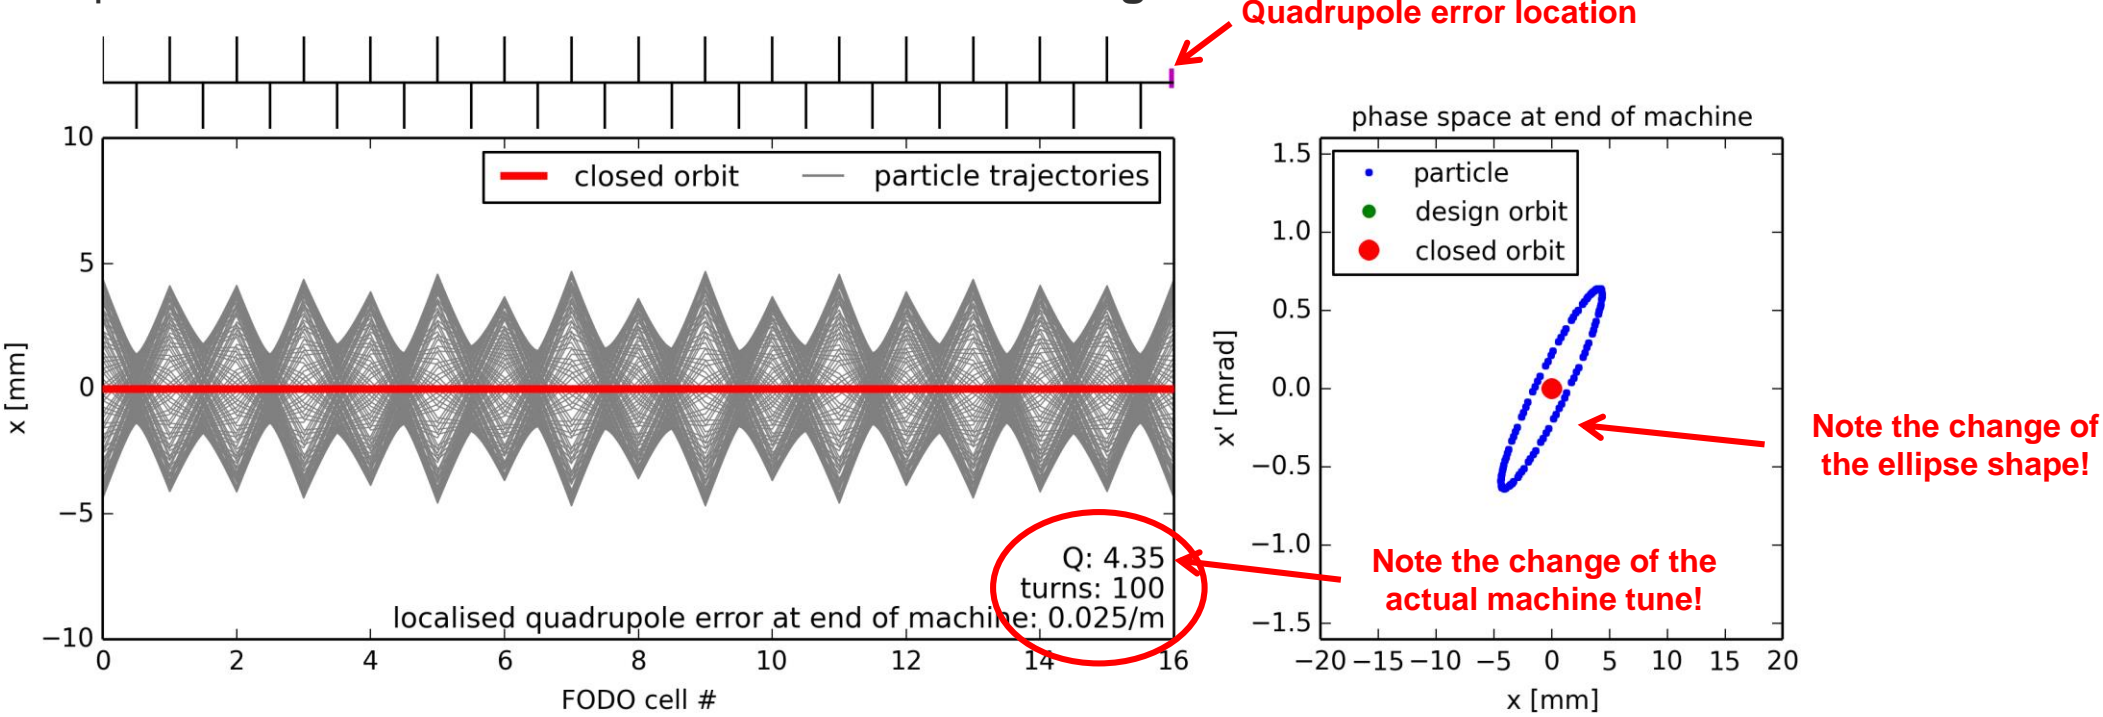 Quadrupole error location
10
5
0
−5
−10
x [mm]
closed orbit
particle trajectories
Q: 4.35
turns: 100
localised quadrupole error at end of machine: 0.025/m
0 2 4 6 8 10 12 14 16
FODO cell #
phase space at end of machine
1.5
1.0
0.5
0.0
−0.5
−1.0
−1.5
x' [mrad]
particle
design orbit
closed orbit
−20 −15 −10 −5 0 5 10 15 20
x [mm]
Note the change of
the ellipse shape!
Note the change of the
actual machine tune!